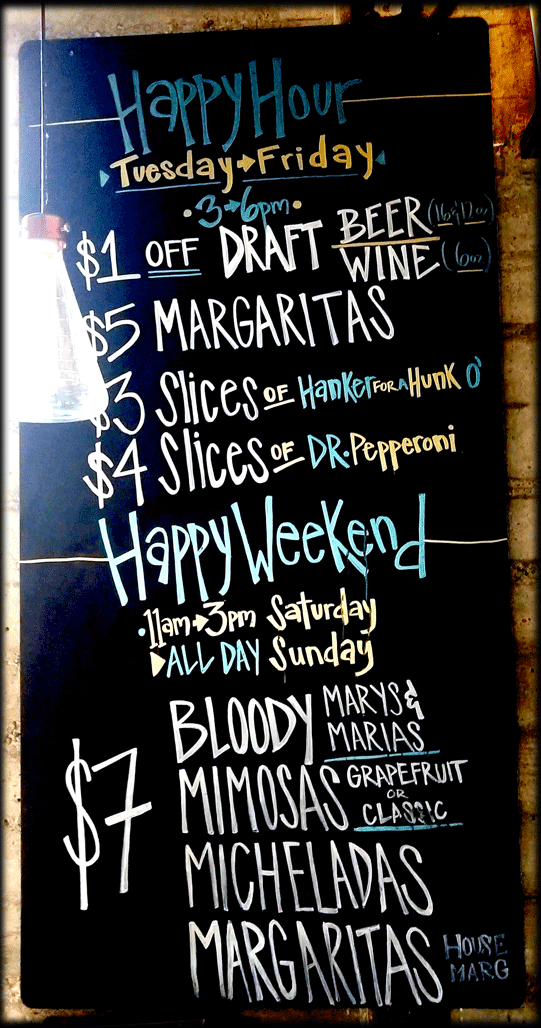 Happy Hour
Tuesday → Friday
• 3 → 6pm •
$1 OFF DRAFT BEER (16 & 12oz)
WINE (6oz)
$5 MARGARITAS
$3 Slices OF Hanker FOR A Hunk O'
$4 Slices OF DR. Pepperoni
Happy Weekend
• 11am → 3pm Saturday
ALL DAY Sunday
$7
BLOODY MARYS &
MARIAS
MIMOSAS GRAPEFRUIT
OR
CLASSIC
MICHELADAS
MARGARITAS HOUSE
MARG